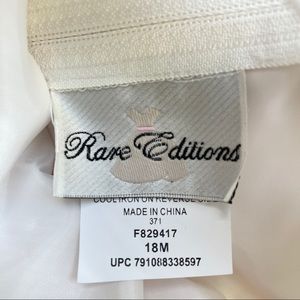 Rare Editions
COOL IRON ON REVERSE
MADE IN CHINA
371
F829417
18M
UPC 791088338597